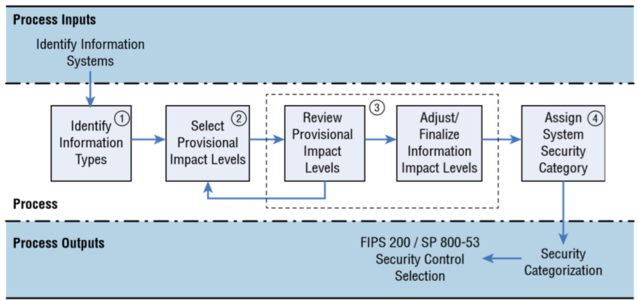 Process Inputs
Identify Information
Systems
Identify
Information
Types
1
Select
Provisional
Impact Levels
2
Review
Provisional
Impact
Levels
3
Adjust/
Finalize
Information
Impact Levels
Assign
System
Security
Category
4
Process
Process Outputs
FIPS 200 / SP 800-53
Security Control
Selection
Security
Categorization